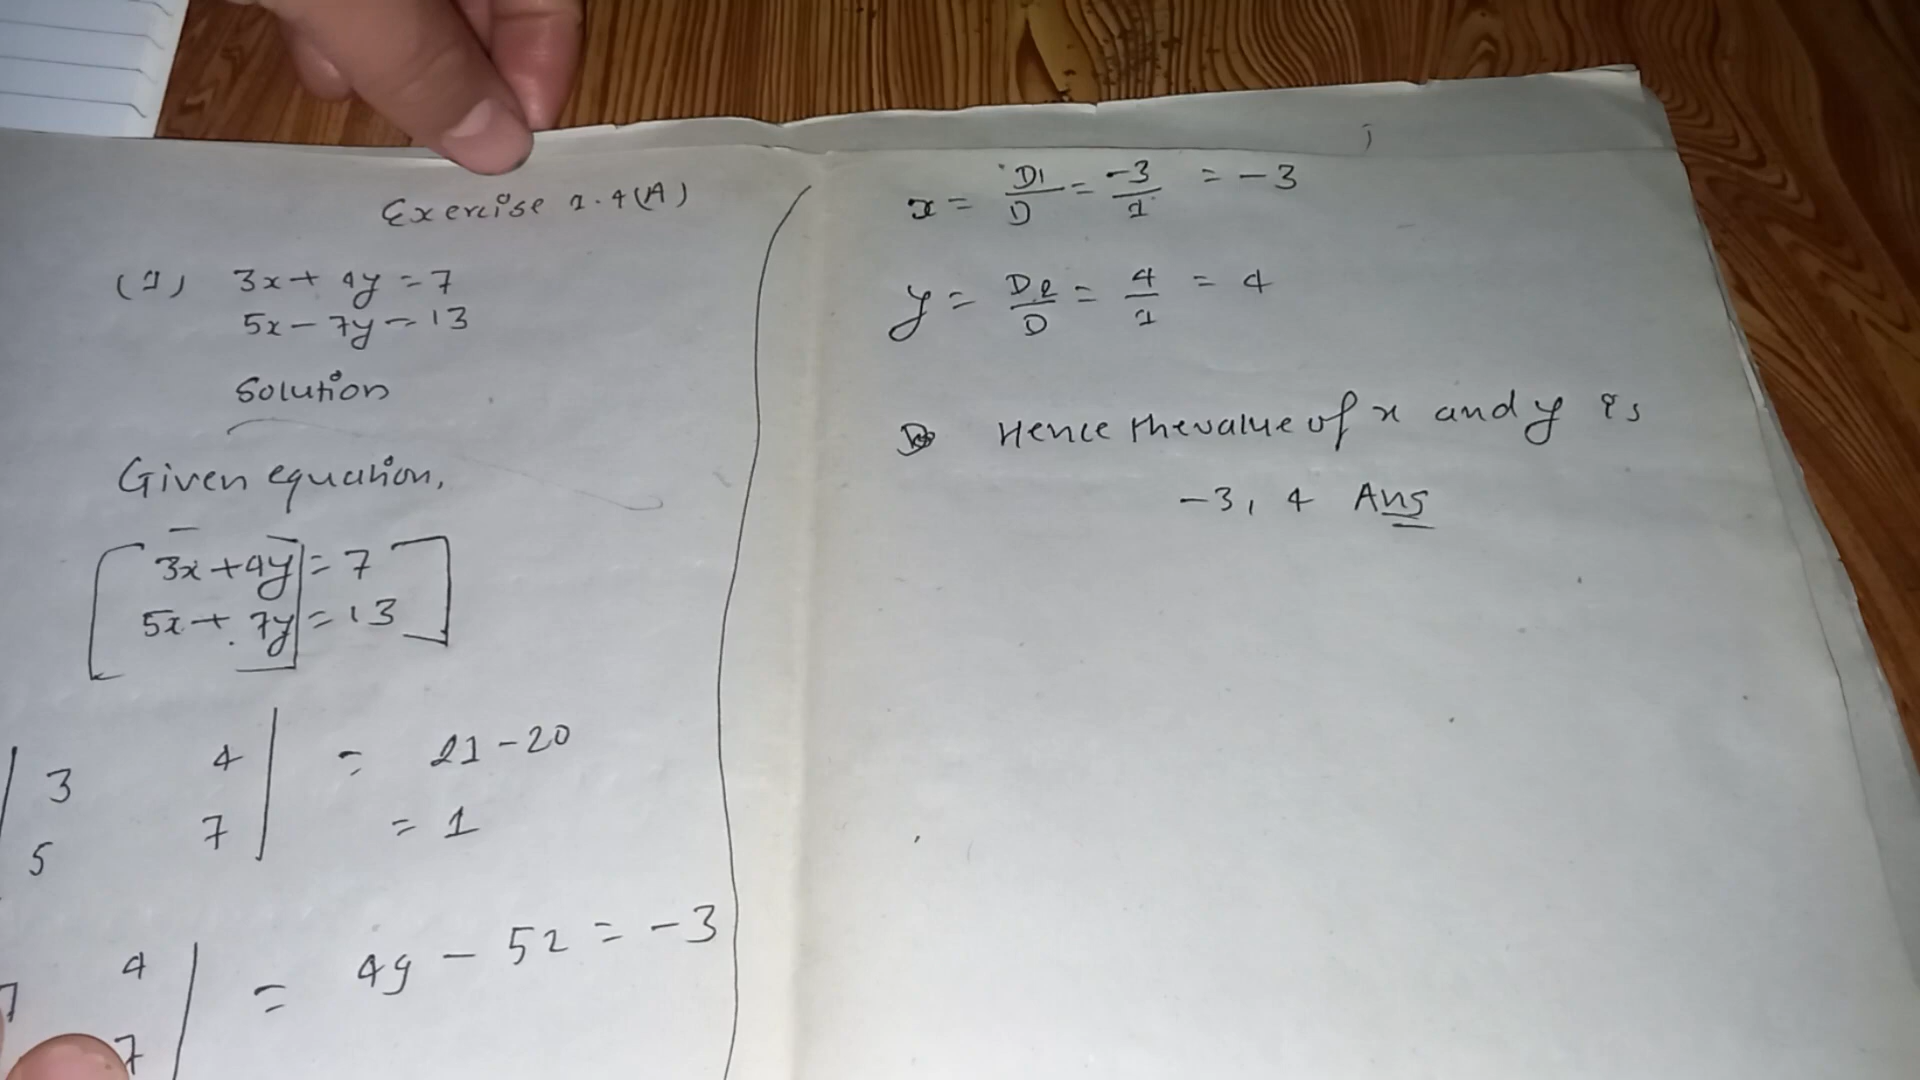 Exercise 1.4(A)
(1) 3x + 4y = 7
5x - 7y = 13
Solution
Given equation,
3x + 4y = 7
5x + 7y = 13
| 3 4 | = 21 - 20
5 7 = 1
7 4 | = 49 - 52 = -3
7
x = D1/D = -3/1 = -3
y = D2/D = 4/1 = 4
Hence the value of x and y is
-3, 4 Ans